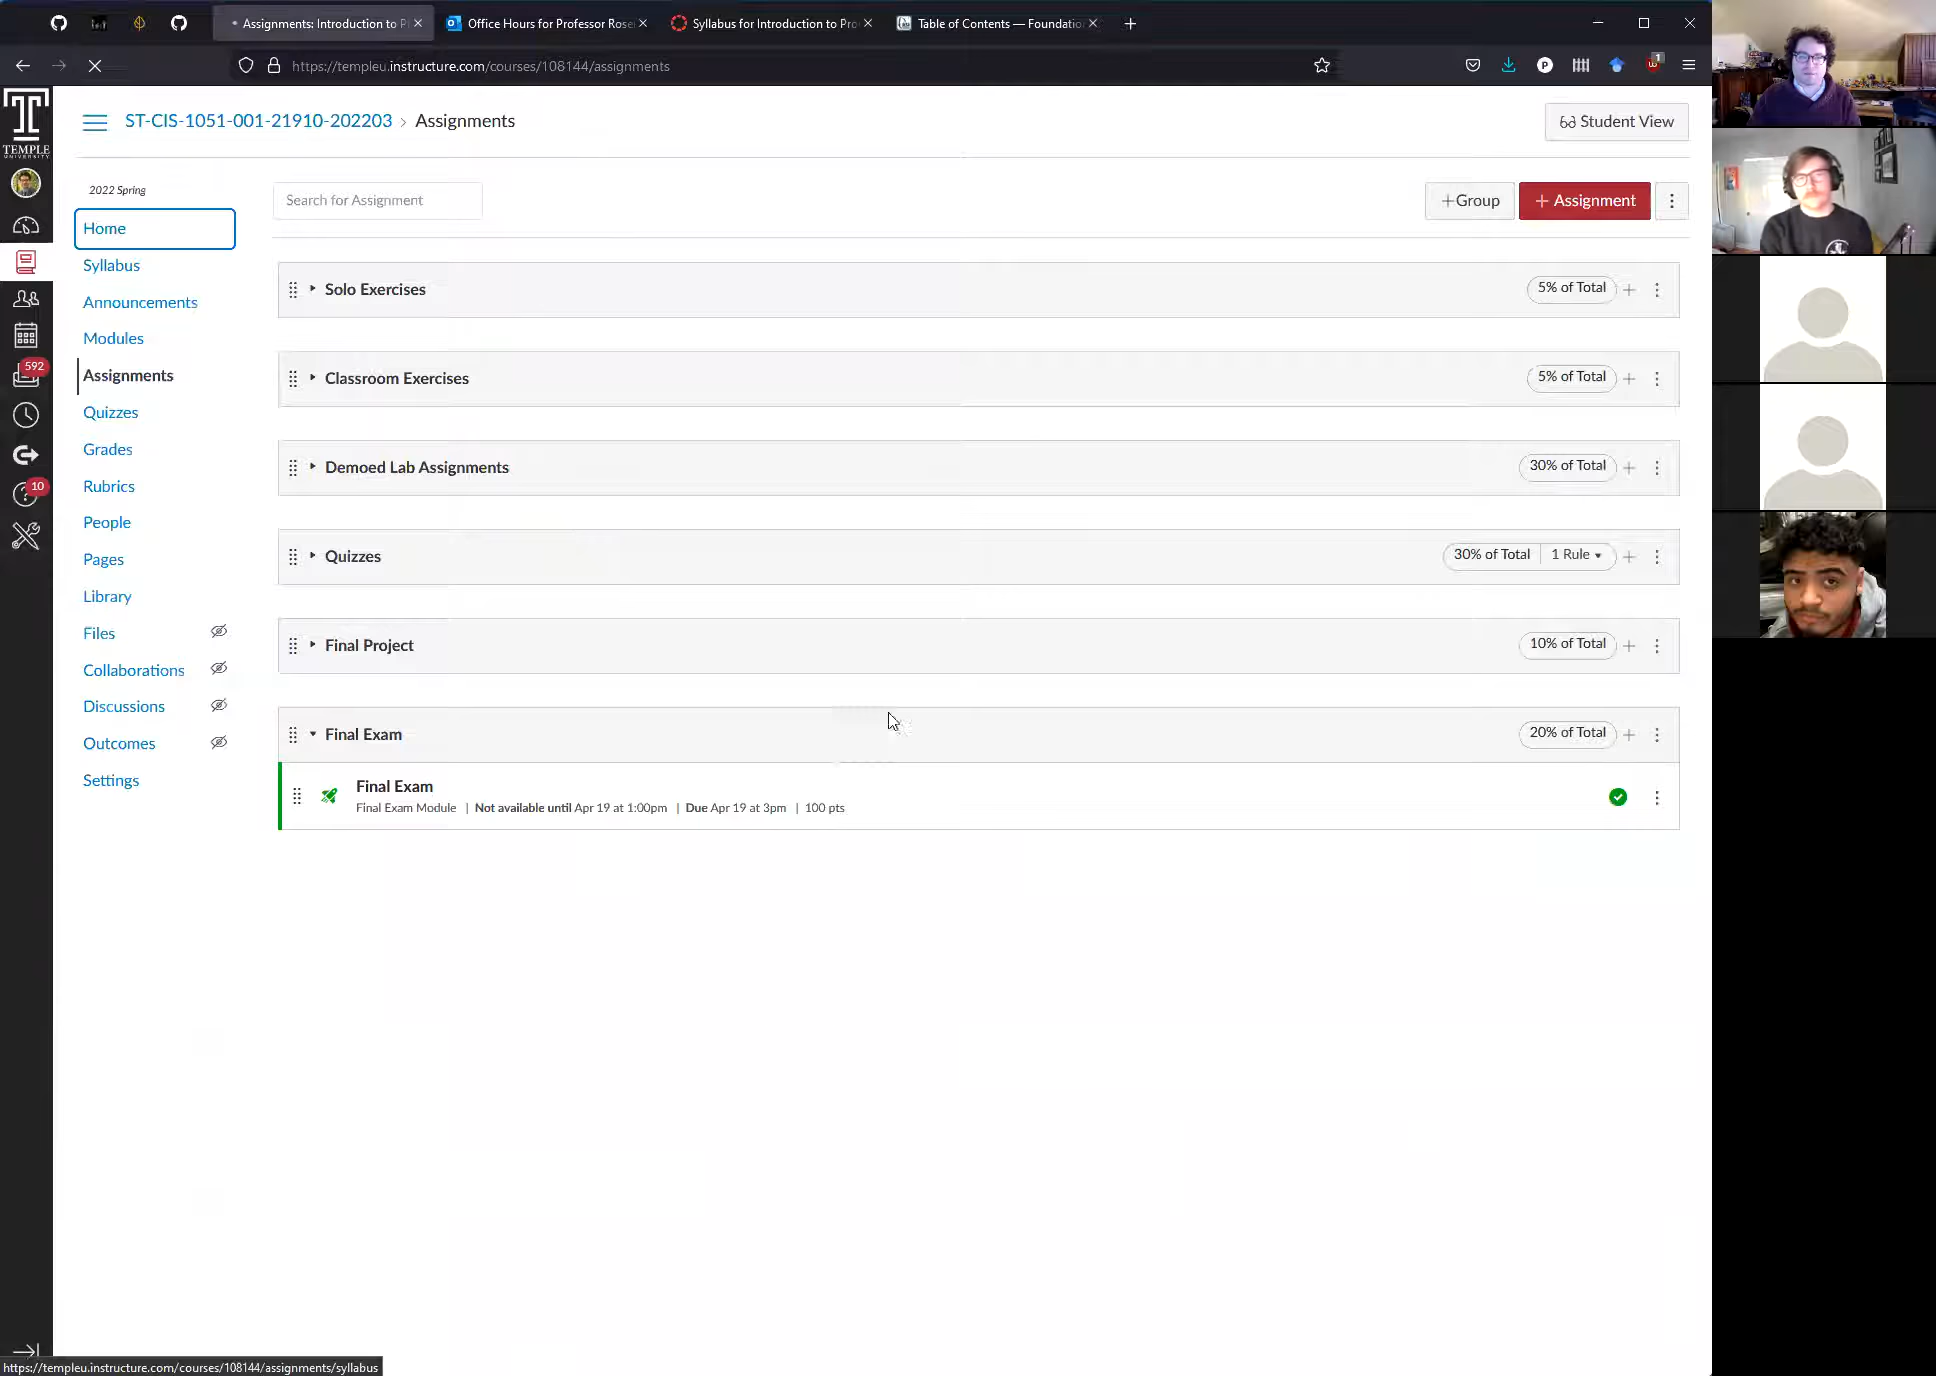 Assignments: Introduction to P
Office Hours for Professor Rose
Syllabus for Introduction to Pro
Table of Contents — Foundatio
https://templeu.instructure.com/courses/108144/assignments
P
1
T
TEMPLE
UNIVERSITY
ST-CIS-1051-001-21910-202203 › Assignments
Student View
2022 Spring
Search for Assignment
+Group
+ Assignment
Home
Syllabus
Announcements
Modules
Assignments
Quizzes
Grades
Rubrics
People
Pages
Library
Files
Collaborations
Discussions
Outcomes
Settings
592
10
Solo Exercises
5% of Total
Classroom Exercises
5% of Total
Demoed Lab Assignments
30% of Total
Quizzes
30% of Total
1 Rule
Final Project
10% of Total
Final Exam
20% of Total
Final Exam
Final Exam Module | Not available until Apr 19 at 1:00pm | Due Apr 19 at 3pm | 100 pts
https://templeu.instructure.com/courses/108144/assignments/syllabus